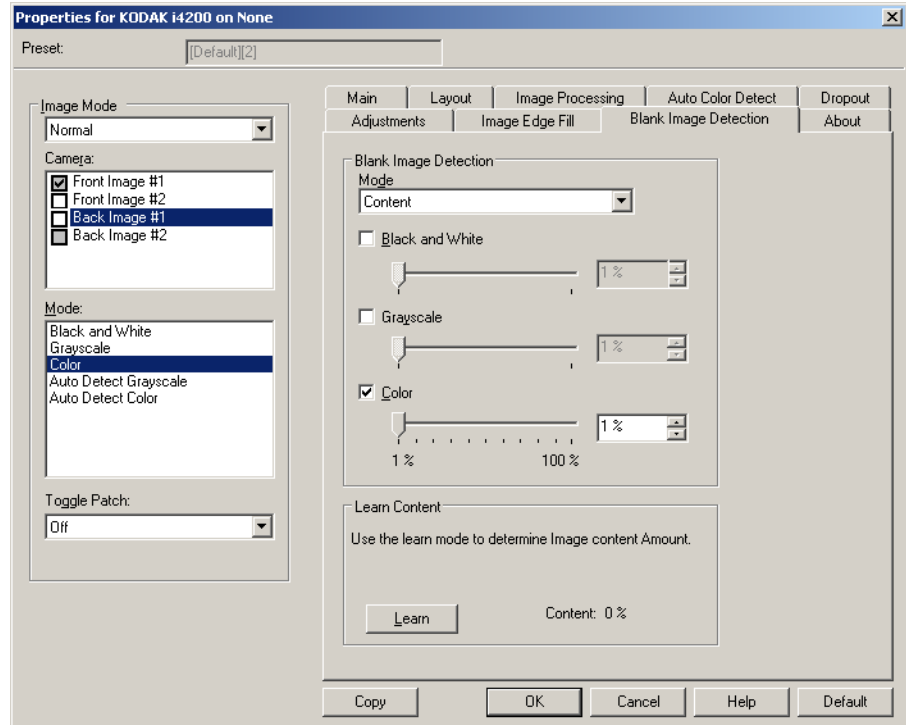 Properties for KODAK i4200 on None
Preset:
[Default][2]
Image Mode
Normal
Camera:
Front Image #1
Front Image #2
Back Image #1
Back Image #2
Mode:
Black and White
Grayscale
Color
Auto Detect Grayscale
Auto Detect Color
Toggle Patch:
Off
Main
Layout
Image Processing
Auto Color Detect
Dropout
Adjustments
Image Edge Fill
Blank Image Detection
About
Blank Image Detection
Mode
Content
Black and White
1 %
Grayscale
1 %
Color
1 %
1 % 100 %
Learn Content
Use the learn mode to determine Image content Amount.
Learn
Content: 0 %
Copy
OK
Cancel
Help
Default